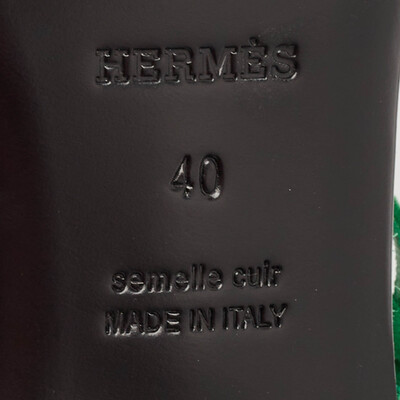 HERMÈS
40
semelle cuir
MADE IN ITALY